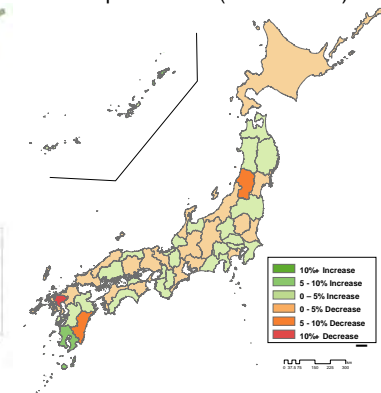 10%+ Increase
5 - 10% Increase
0 – 5% Increase
0 - 5% Decrease
5 - 10% Decrease
10%+ Decrease
0 37.5 75 150 225 300